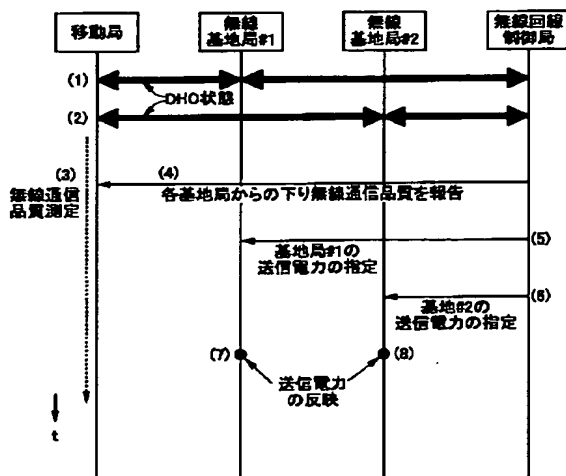 移動局
無線
基地局#1
無線
基地局#2
無線回線
制御局
(1)
DHO状態
(2)
(3)
無線通信
品質測定
(4)
各基地局からの下り無線通信品質を報告
(5)
基地局#1の
送信電力の指定
(6)
基地#2の
送信電力の指定
(7)
(8)
送信電力
の反映
t